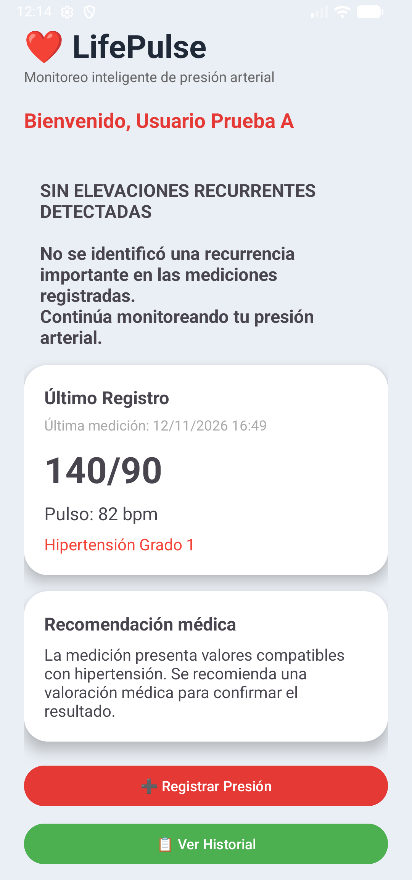 12:14
LifePulse
Monitoreo inteligente de presión arterial
Bienvenido, Usuario Prueba A
SIN ELEVACIONES RECURRENTES
DETECTADAS
No se identificó una recurrencia
importante en las mediciones
registradas.
Continúa monitoreando tu presión
arterial.
Último Registro
Última medición: 12/11/2026 16:49
140/90
Pulso: 82 bpm
Hipertensión Grado 1
Recomendación médica
La medición presenta valores compatibles
con hipertensión. Se recomienda una
valoración médica para confirmar el
resultado.
➕ Registrar Presión
📋 Ver Historial